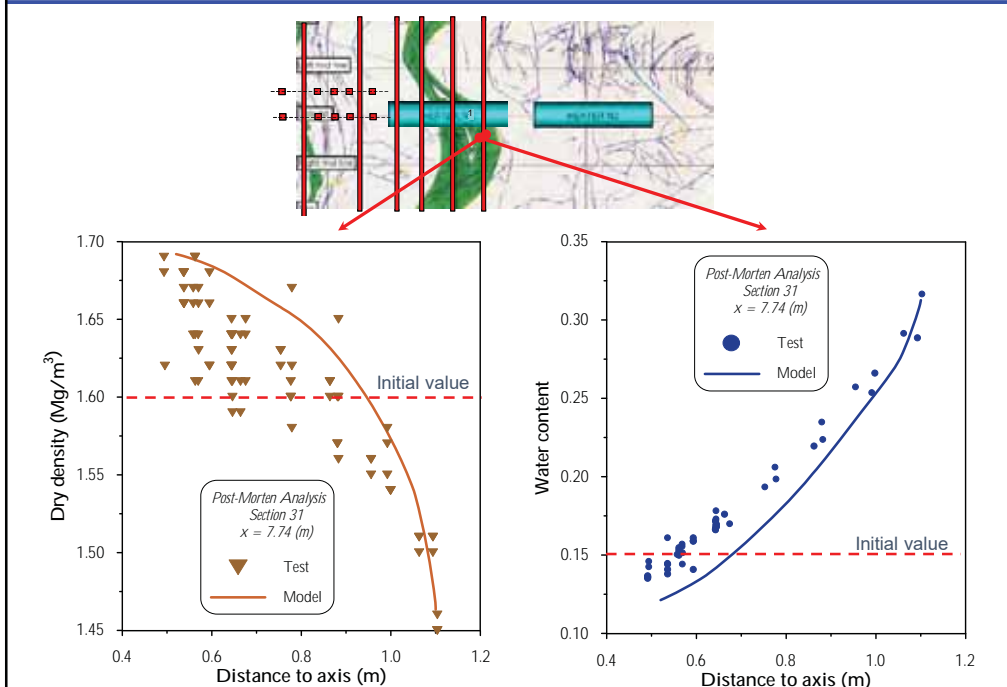 1
1.70
1.65
1.60
1.55
1.50
1.45
Dry density (Mg/m³)
Initial value
Post-Morten Analysis
Section 31
x = 7.74 (m)
Test
Model
0.4
0.6
0.8
1.0
1.2
Distance to axis (m)
0.35
0.30
0.25
0.20
0.15
0.10
Water content
Post-Morten Analysis
Section 31
x = 7.74 (m)
Test
Model
Initial value
0.4
0.6
0.8
1.0
1.2
Distance to axis (m)